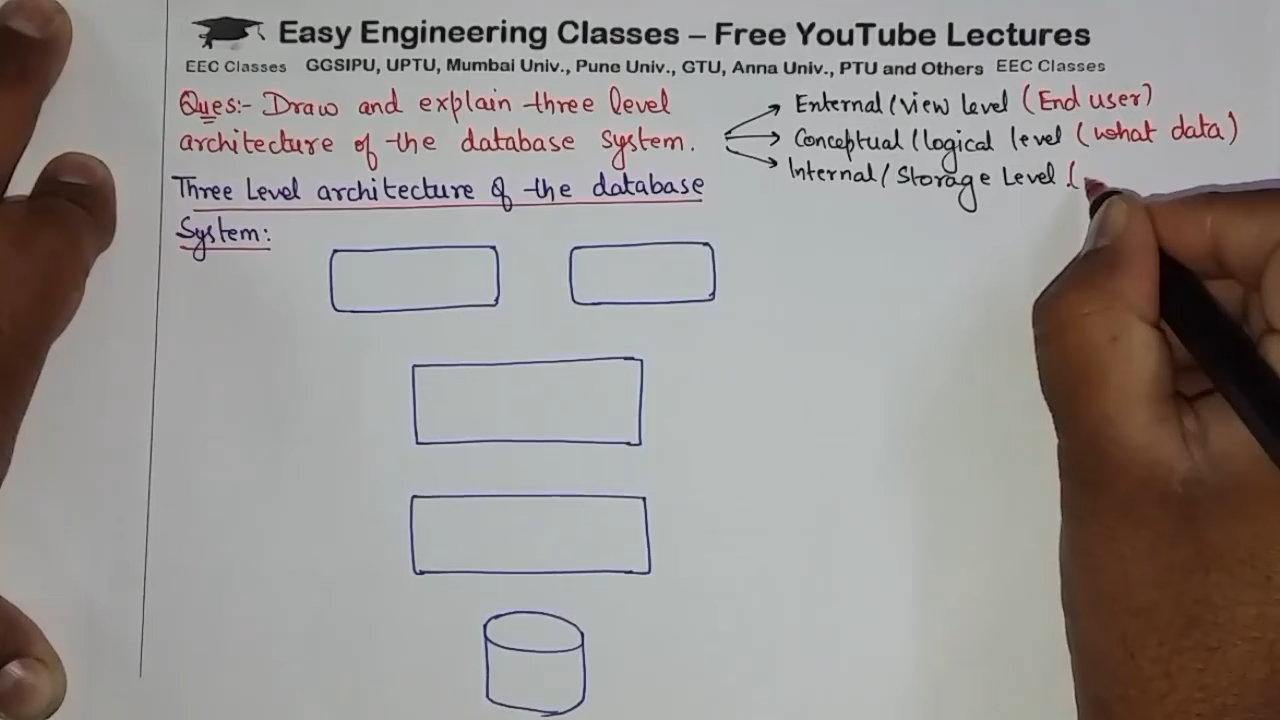 Easy Engineering Classes – Free YouTube Lectures
EEC Classes GGSIPU, UPTU, Mumbai Univ., Pune Univ., GTU, Anna Univ., PTU and Others EEC Classes
Ques:- Draw and explain three level
architecture of the database system.
External/View Level (End user)
Conceptual/logical level (what data)
Internal/Storage Level (
Three Level architecture of the database
System: